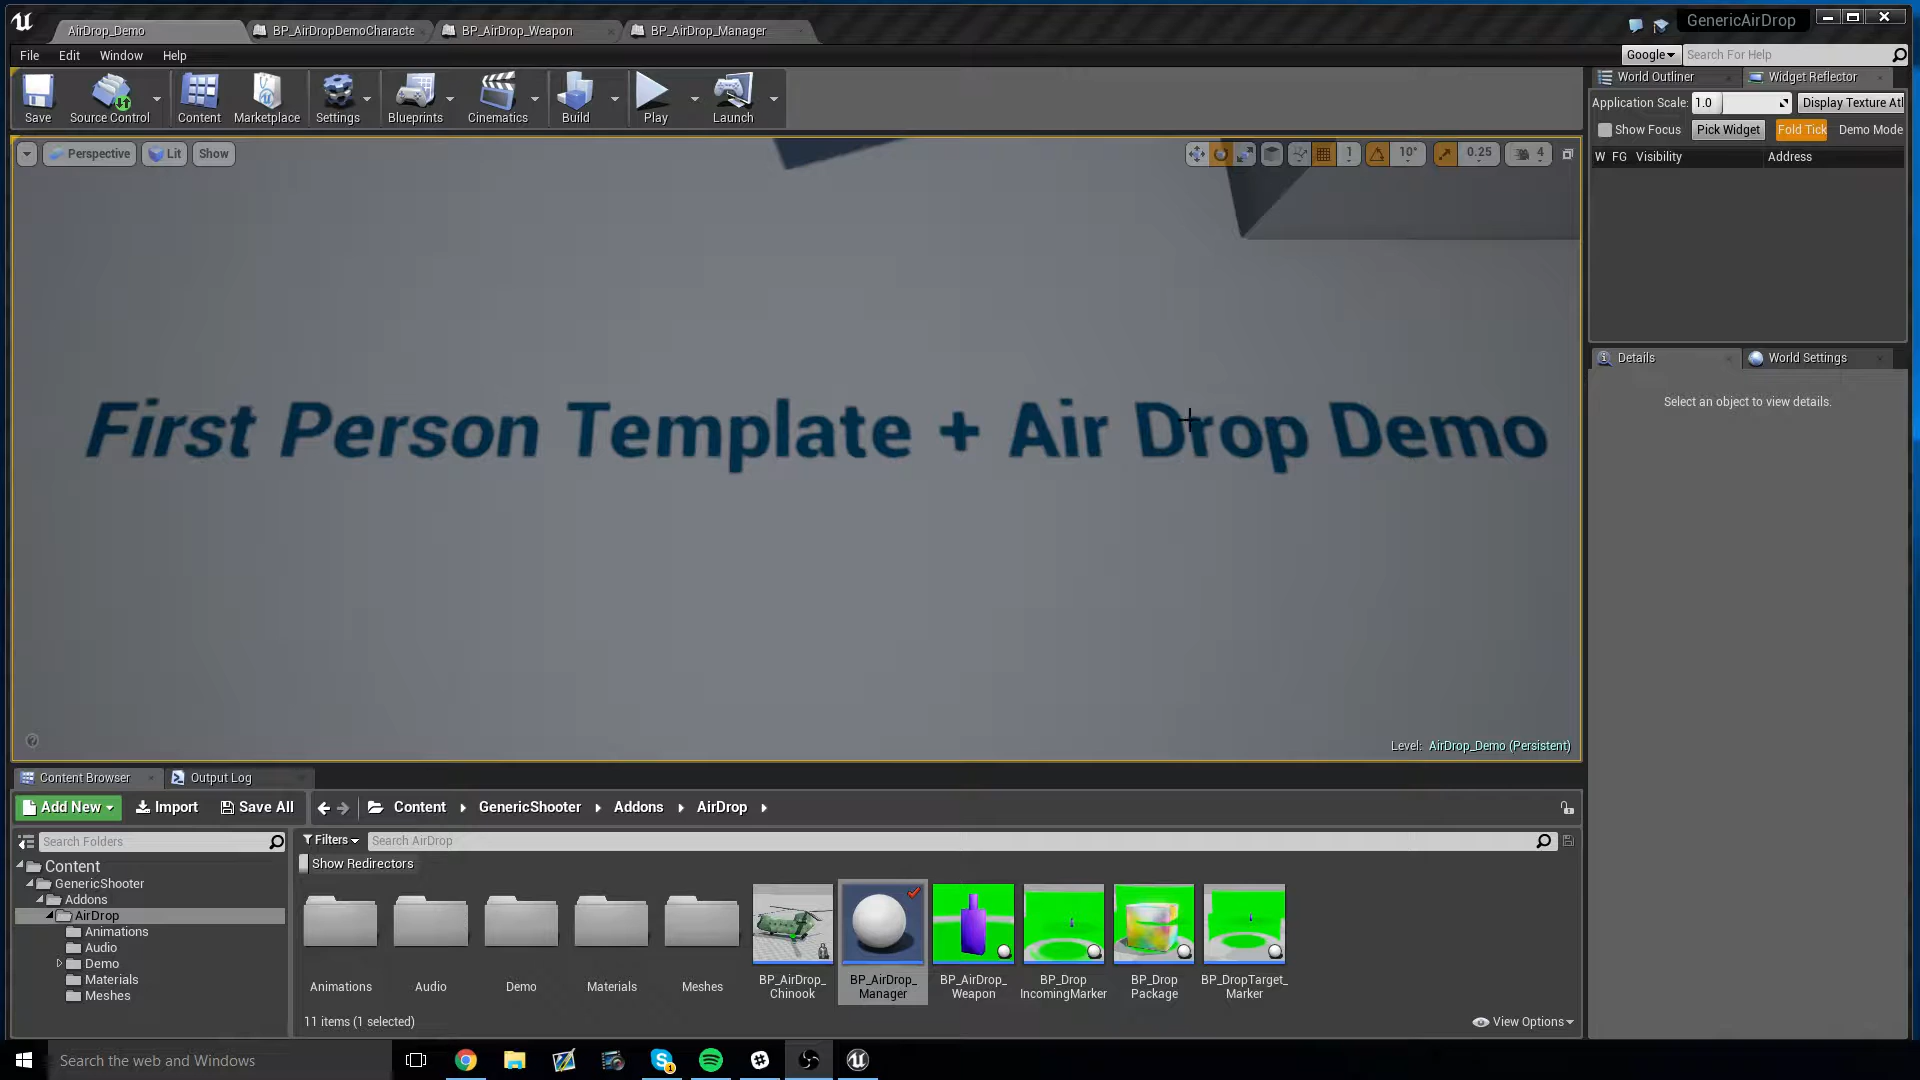 AirDrop_Demo
BP_AirDropDemoCharacte
BP_AirDrop_Weapon
BP_AirDrop_Manager
GenericAirDrop
File Edit Window Help
Google Search For Help
Save
Source Control
Content
Marketplace
Settings
Blueprints
Cinematics
Build
Play
Launch
World Outliner
Widget Reflector
Application Scale: 1.0 Display Texture Atl
Show Focus Pick Widget Fold Tick Demo Mode
W FG Visibility Address
Perspective Lit Show
1 10° 0.25 4
First Person Template + Air Drop Demo
Level: AirDrop_Demo (Persistent)
Details
World Settings
Select an object to view details.
Content Browser
Output Log
Add New Import Save All Content GenericShooter Addons AirDrop
Search Folders
Filters Search AirDrop
Show Redirectors
Content
GenericShooter
Addons
AirDrop
Animations
Audio
Demo
Materials
Meshes
Animations
Audio
Demo
Materials
Meshes
BP_AirDrop_
Chinook
BP_AirDrop_
Manager
BP_AirDrop_
Weapon
BP_Drop
IncomingMarker
BP_Drop
Package
BP_DropTarget_
Marker
11 items (1 selected)
View Options
Search the web and Windows